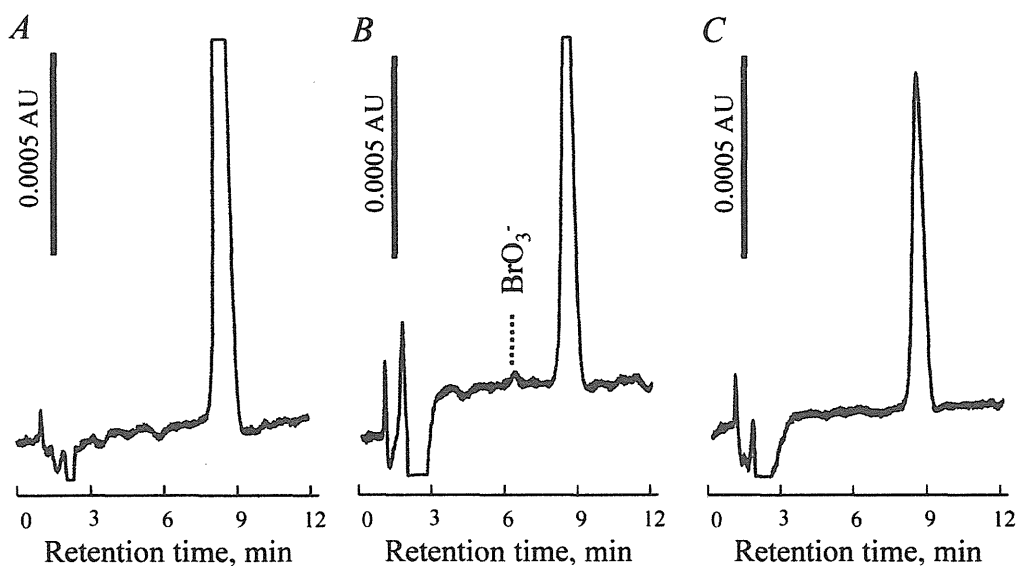 A
0.0005 AU
0 3 6 9 12
Retention time, min
B
0.0005 AU
BrO₃⁻
0 3 6 9 12
Retention time, min
C
0.0005 AU
0 3 6 9 12
Retention time, min